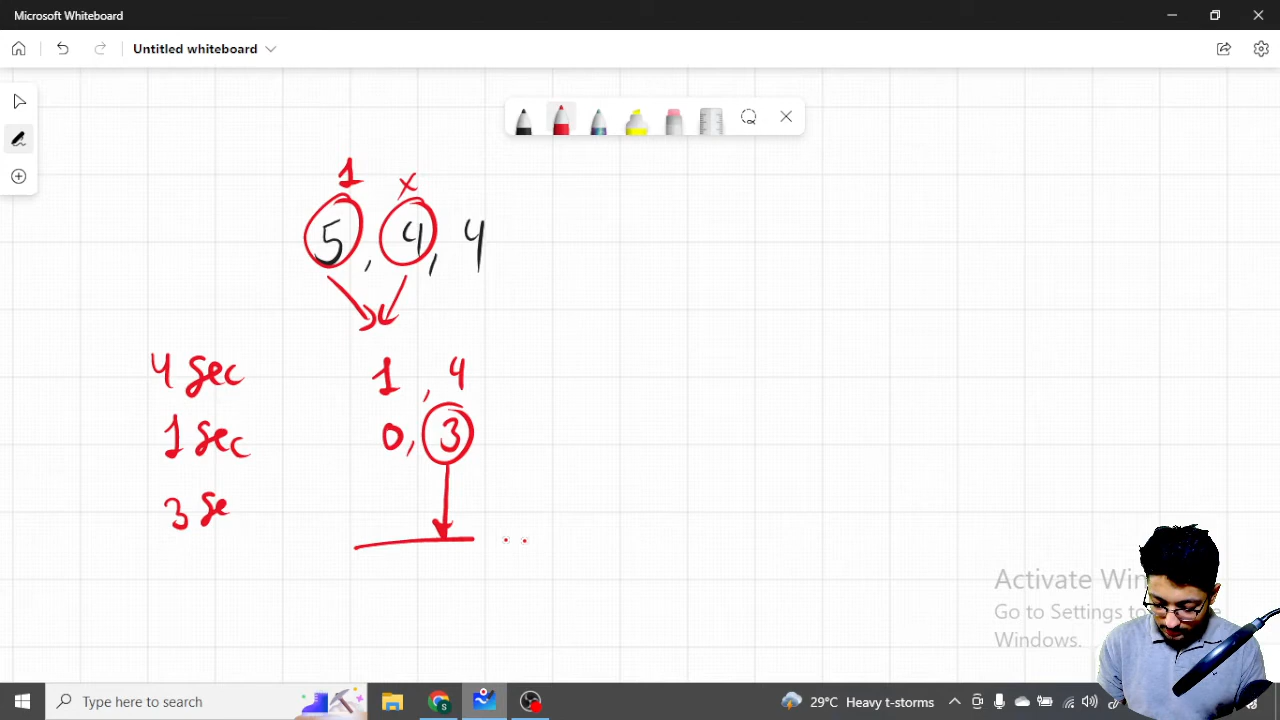 Microsoft Whiteboard
Untitled whiteboard
1 x
5, 4, 4
4 sec 1, 4
1 sec 0, 3
3 se
Activate Win
Go to Settings to e
Windows.
Type here to search
29°C Heavy t-storms